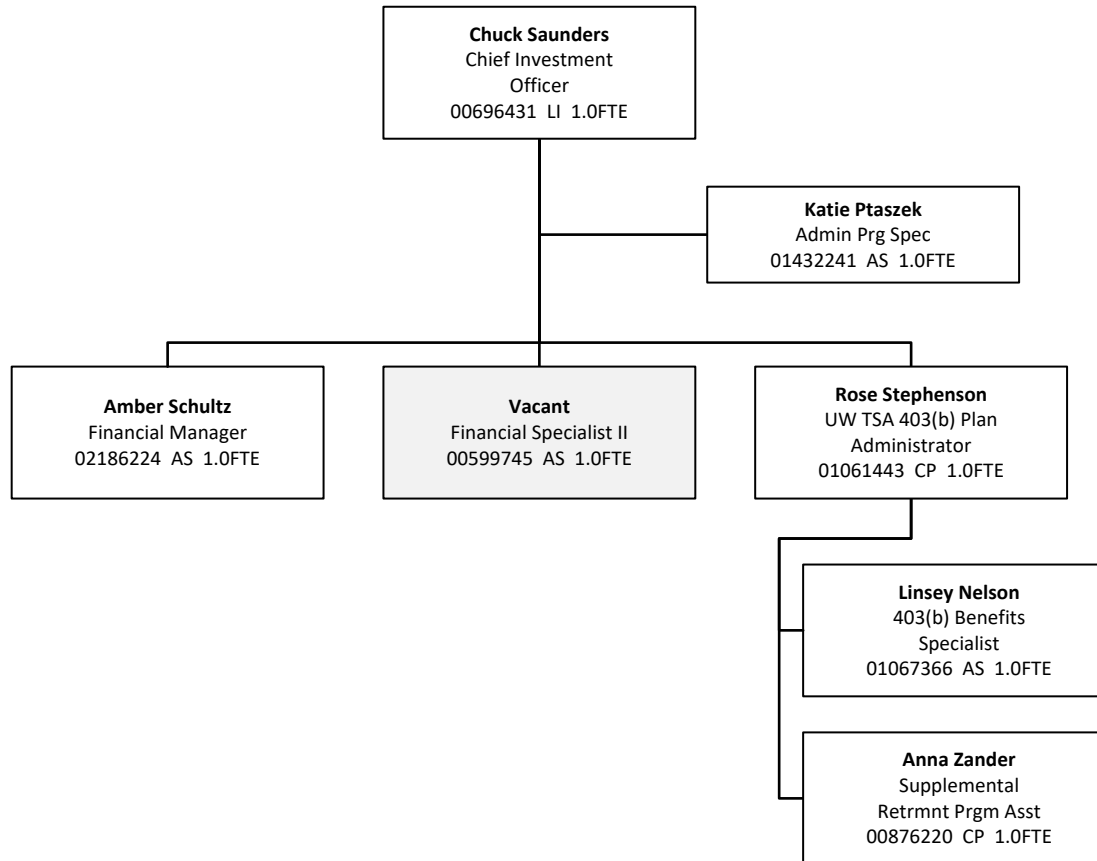 Chuck Saunders
Chief Investment
Officer
00696431 LI 1.0FTE
Katie Ptaszek
Admin Prg Spec
01432241 AS 1.0FTE
Amber Schultz
Financial Manager
02186224 AS 1.0FTE
Vacant
Financial Specialist II
00599745 AS 1.0FTE
Rose Stephenson
UW TSA 403(b) Plan
Administrator
01061443 CP 1.0FTE
Linsey Nelson
403(b) Benefits
Specialist
01067366 AS 1.0FTE
Anna Zander
Supplemental
Retrmnt Prgm Asst
00876220 CP 1.0FTE